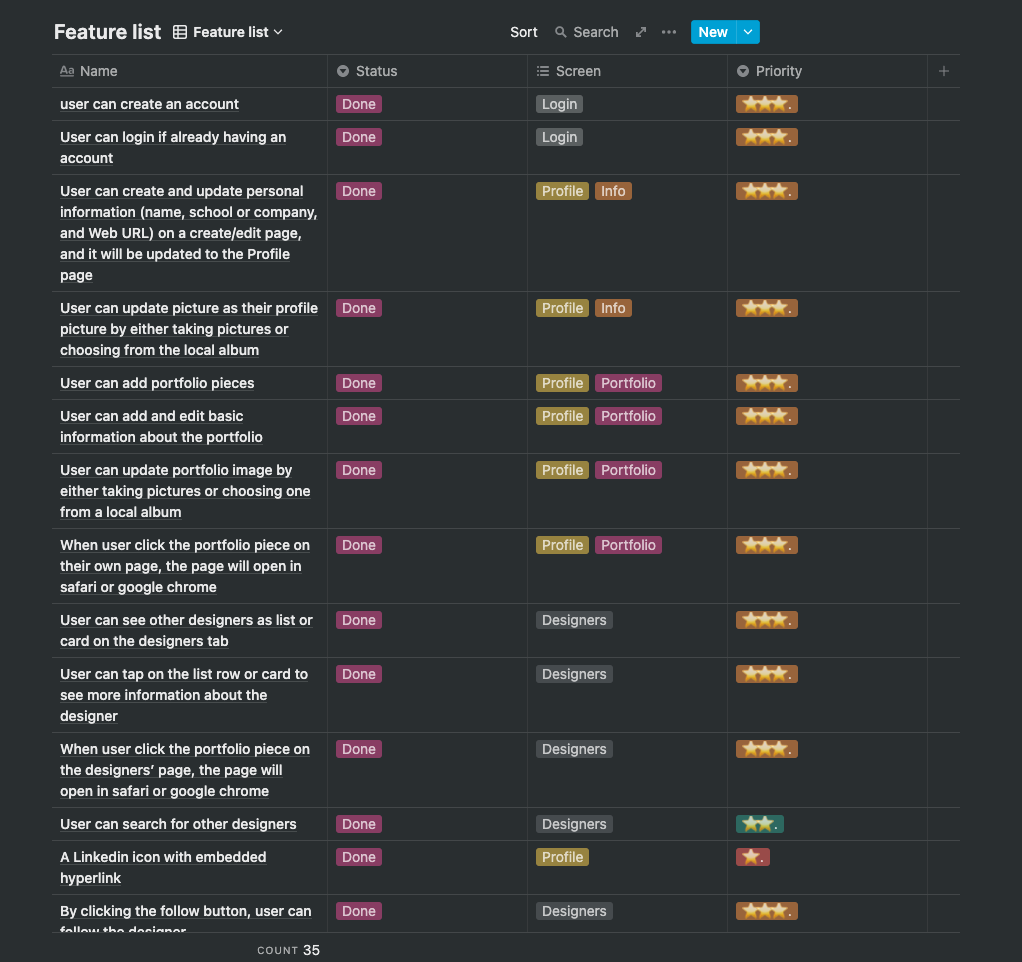 Feature list Feature list Sort Search New
Aa Name Status Screen Priority
user can create an account Done Login ⭐⭐⭐.
User can login if already having an Done Login ⭐⭐⭐.
account
User can create and update personal Done Profile Info ⭐⭐⭐.
information (name, school or company,
and Web URL) on a create/edit page,
and it will be updated to the Profile
page
User can update picture as their profile Done Profile Info ⭐⭐⭐.
picture by either taking pictures or
choosing from the local album
User can add portfolio pieces Done Profile Portfolio ⭐⭐⭐.
User can add and edit basic Done Profile Portfolio ⭐⭐⭐.
information about the portfolio
User can update portfolio image by Done Profile Portfolio ⭐⭐⭐.
either taking pictures or choosing one
from a local album
When user click the portfolio piece on Done Profile Portfolio ⭐⭐⭐.
their own page, the page will open in
safari or google chrome
User can see other designers as list or Done Designers ⭐⭐⭐.
card on the designers tab
User can tap on the list row or card to Done Designers ⭐⭐⭐.
see more information about the
designer
When user click the portfolio piece on Done Designers ⭐⭐⭐.
the designers’ page, the page will
open in safari or google chrome
User can search for other designers Done Designers ⭐⭐.
A Linkedin icon with embedded Done Profile ⭐.
hyperlink
By clicking the follow button, user can Done Designers ⭐⭐⭐.
follow the designer
COUNT 35